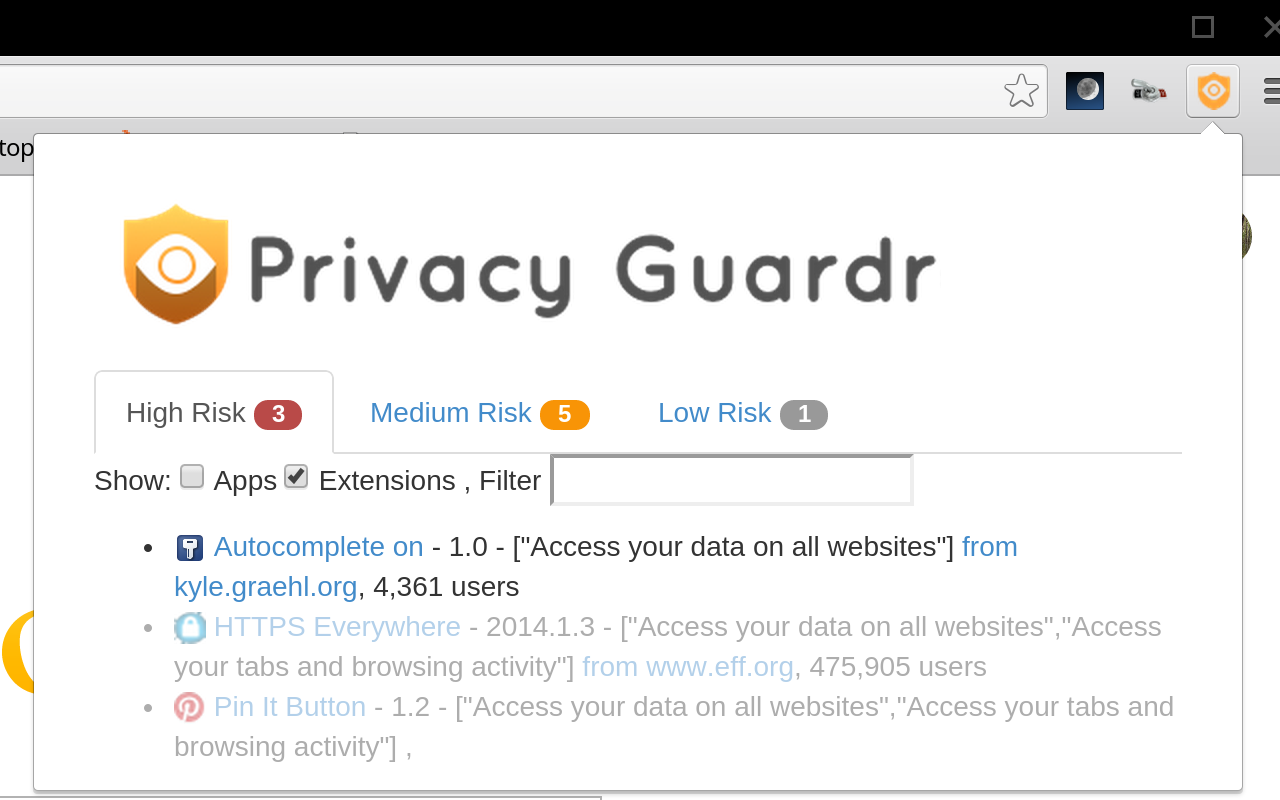 top
Privacy Guardr
High Risk 3 Medium Risk 5 Low Risk 1
Show: Apps Extensions , Filter
Autocomplete on - 1.0 - ["Access your data on all websites"] from
kyle.graehl.org, 4,361 users
HTTPS Everywhere - 2014.1.3 - ["Access your data on all websites","Access
your tabs and browsing activity"] from www.eff.org, 475,905 users
Pin It Button - 1.2 - ["Access your data on all websites","Access your tabs and
browsing activity"] ,